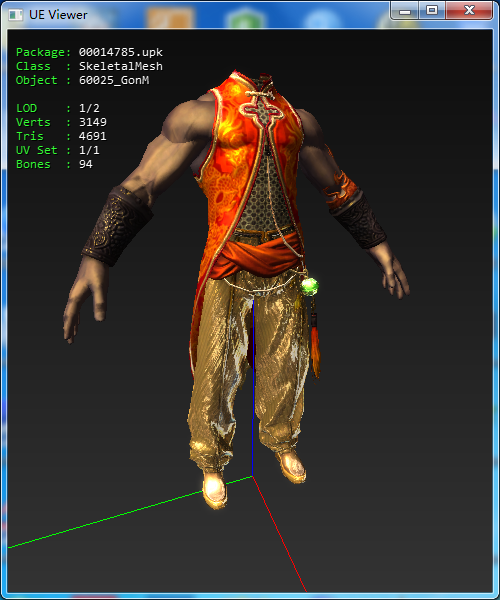 UE Viewer
Package: 00014785.upk
Class : SkeletalMesh
Object : 60025_GonM
LOD : 1/2
Verts : 3149
Tris : 4691
UV Set : 1/1
Bones : 94